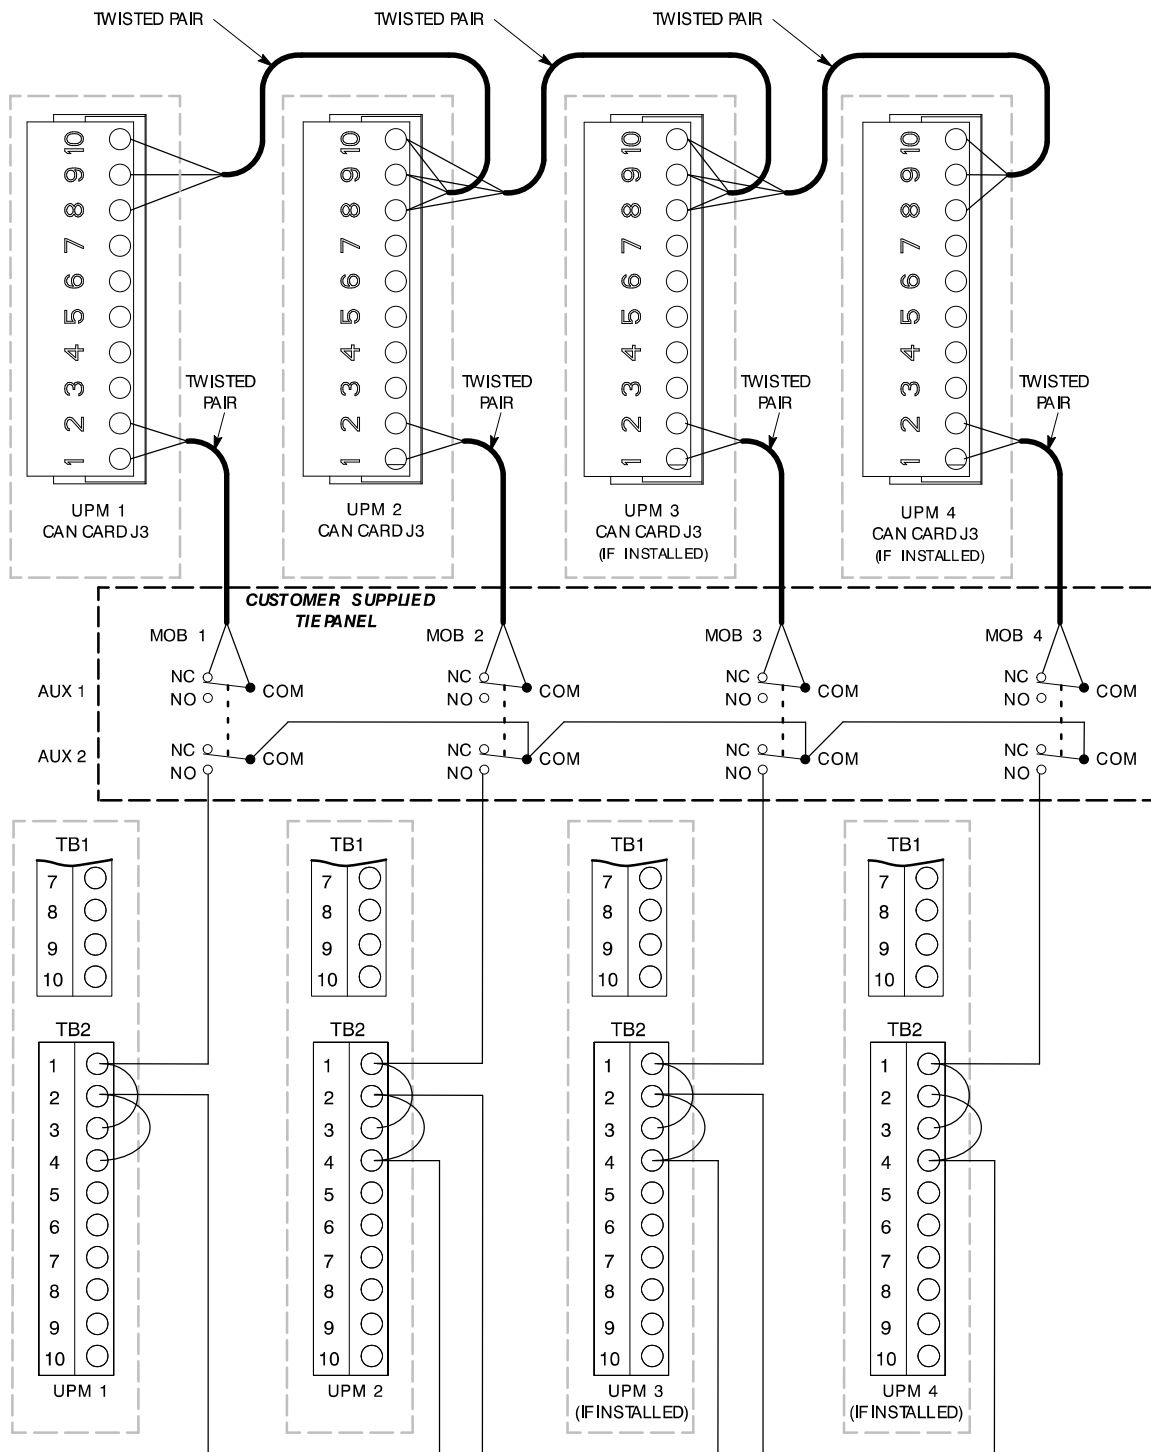 TWISTED PAIR TWISTED PAIR TWISTED PAIR
10 10 10 10
9 9 9 9
8 8 8 8
7 7 7 7
6 6 6 6
5 5 5 5
4 4 4 4
3 3 3 3
2 2 2 2
1 1 1 1
TWISTED PAIR
TWISTED PAIR
TWISTED PAIR
TWISTED PAIR
UPM 1
CAN CARD J3
UPM 2
CAN CARD J3
UPM 3
CAN CARD J3
(IF INSTALLED)
UPM 4
CAN CARD J3
(IF INSTALLED)
CUSTOMER SUPPLIED
TIE PANEL
MOB 1 MOB 2 MOB 3 MOB 4
AUX 1
NC COM NC COM NC COM NC COM
NO NO NO NO
AUX 2
NC COM NC COM NC COM NC COM
NO NO NO NO
TB1 TB1 TB1 TB1
7 7 7 7
8 8 8 8
9 9 9 9
10 10 10 10
TB2 TB2 TB2 TB2
1 1 1 1
2 2 2 2
3 3 3 3
4 4 4 4
5 5 5 5
6 6 6 6
7 7 7 7
8 8 8 8
9 9 9 9
10 10 10 10
UPM 1 UPM 2 UPM 3 UPM 4
(IF INSTALLED) (IF INSTALLED)